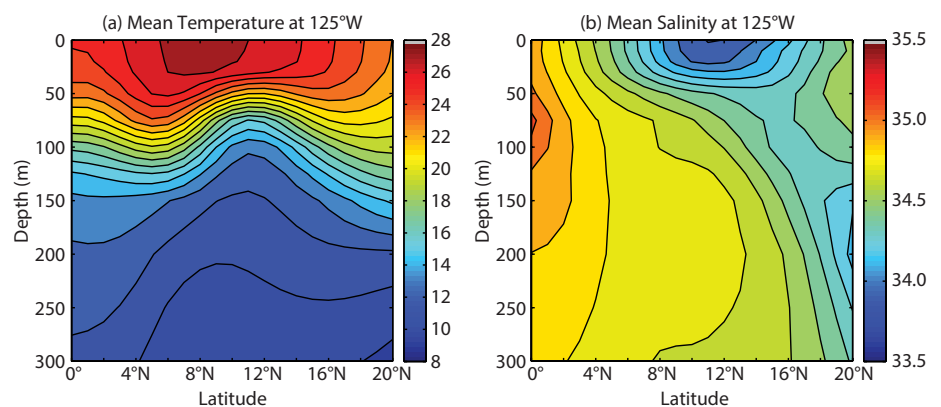 (a) Mean Temperature at 125°W
0
50
100
150
200
250
300
Depth (m)
0°
4°N
8°N
12°N
16°N
20°N
Latitude
28
26
24
22
20
18
16
14
12
10
8
(b) Mean Salinity at 125°W
0
50
100
150
200
250
300
Depth (m)
0°
4°N
8°N
12°N
16°N
20°N
Latitude
35.5
35.0
34.5
34.0
33.5